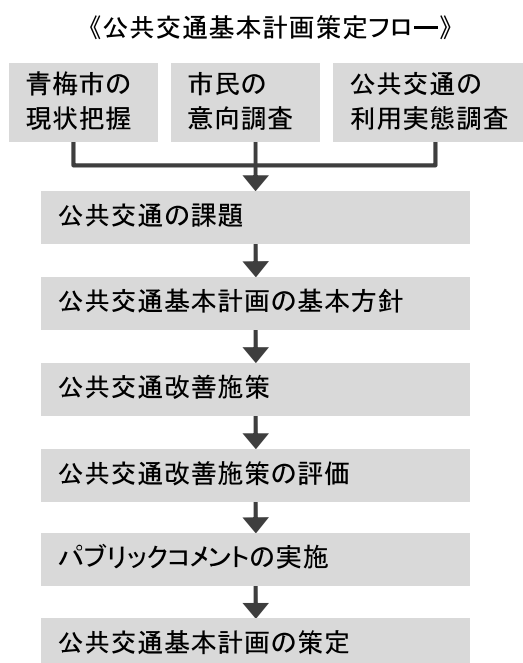 《公共交通基本計画策定フロー》
青梅市の
現状把握
市民の
意向調査
公共交通の
利用実態調査
公共交通の課題
公共交通基本計画の基本方針
公共交通改善施策
公共交通改善施策の評価
パブリックコメントの実施
公共交通基本計画の策定